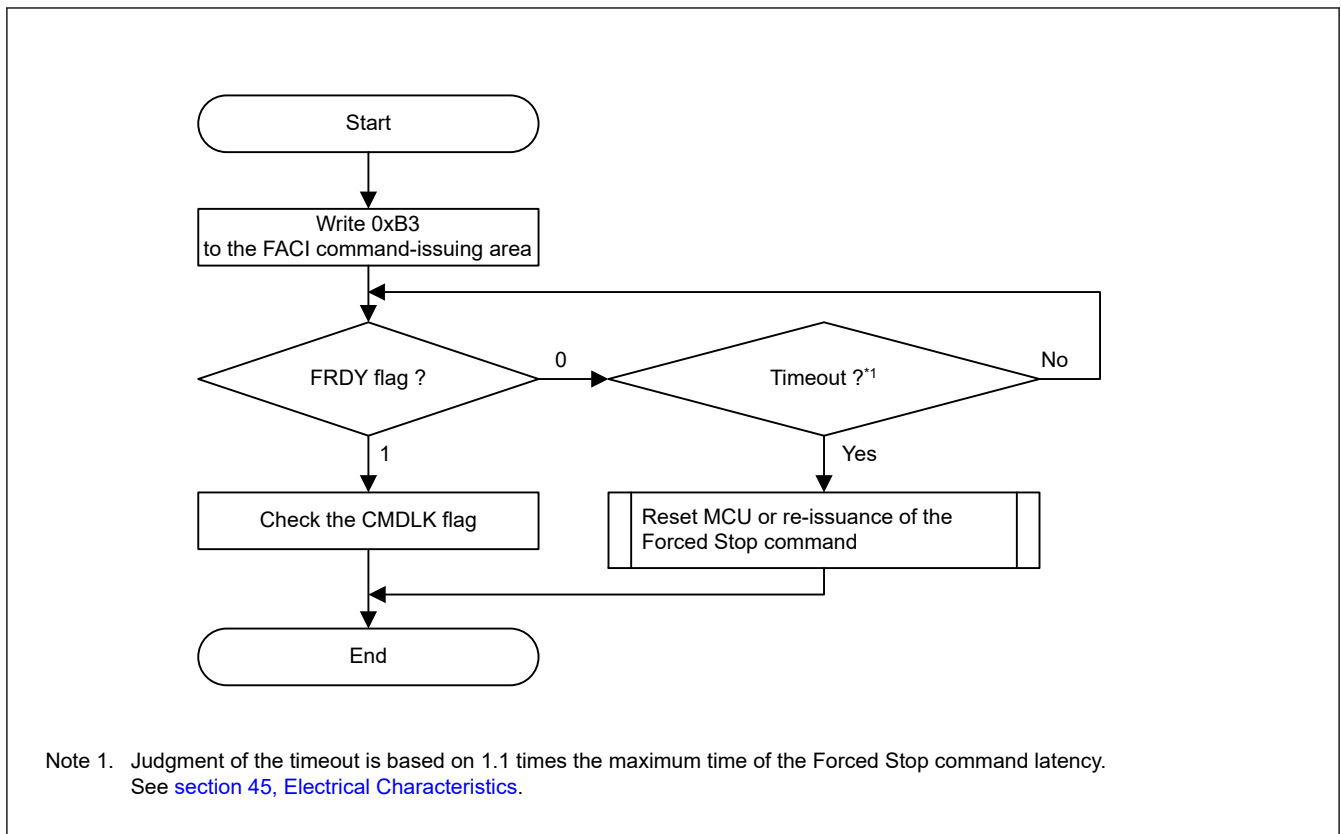 Start
Write 0xB3
to the FACI command-issuing area
FRDY flag ?
0
Timeout ?*1
No
1
Yes
Check the CMDLK flag
Reset MCU or re-issuance of the
Forced Stop command
End
Note 1. Judgment of the timeout is based on 1.1 times the maximum time of the Forced Stop command latency.
See section 45, Electrical Characteristics.